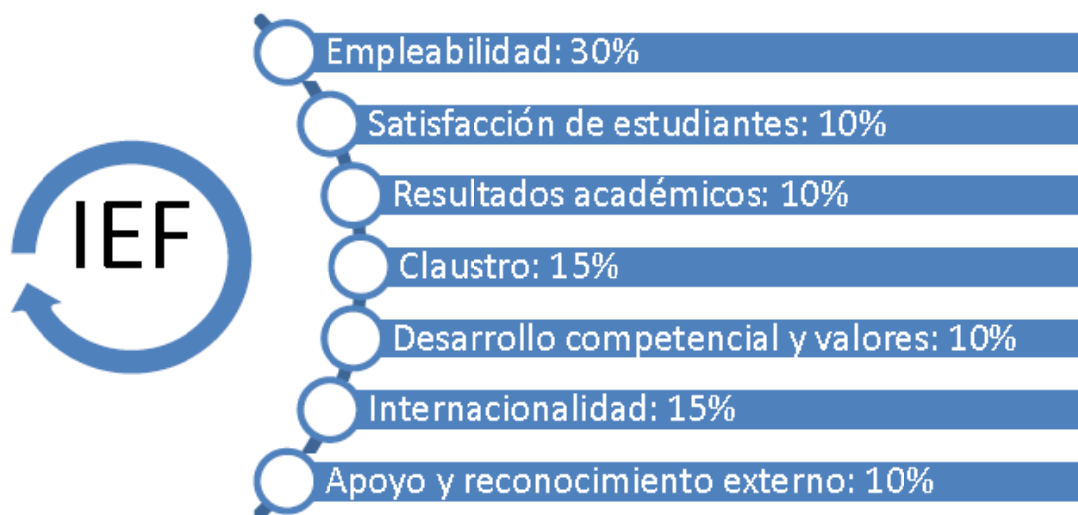 IEF
Empleabilidad: 30%
Satisfacción de estudiantes: 10%
Resultados académicos: 10%
Claustro: 15%
Desarrollo competencial y valores: 10%
Internacionalidad: 15%
Apoyo y reconocimiento externo: 10%